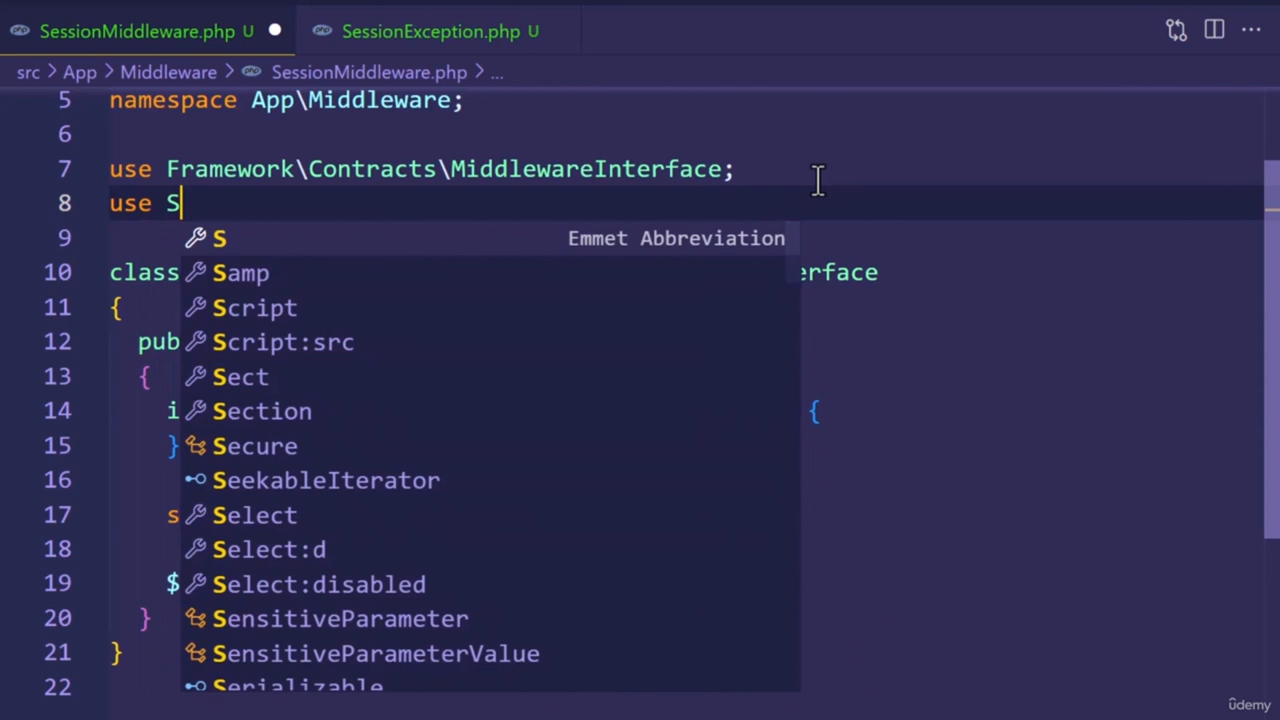 SessionMiddleware.php U
SessionException.php U
src > App > Middleware > SessionMiddleware.php > ...
5 namespace App\Middleware;
6
7 use Framework\Contracts\MiddlewareInterface;
8 use S
9 S Emmet Abbreviation
10 class Samp erface
11 { Script
12 pub Script:src
13 { Sect
14 i Section {
15 } Secure
16 SeekableIterator
17 s Select
18 Select:d
19 $ Select:disabled
20 } SensitiveParameter
21 } SensitiveParameterValue
22 Serializable
ûdemy